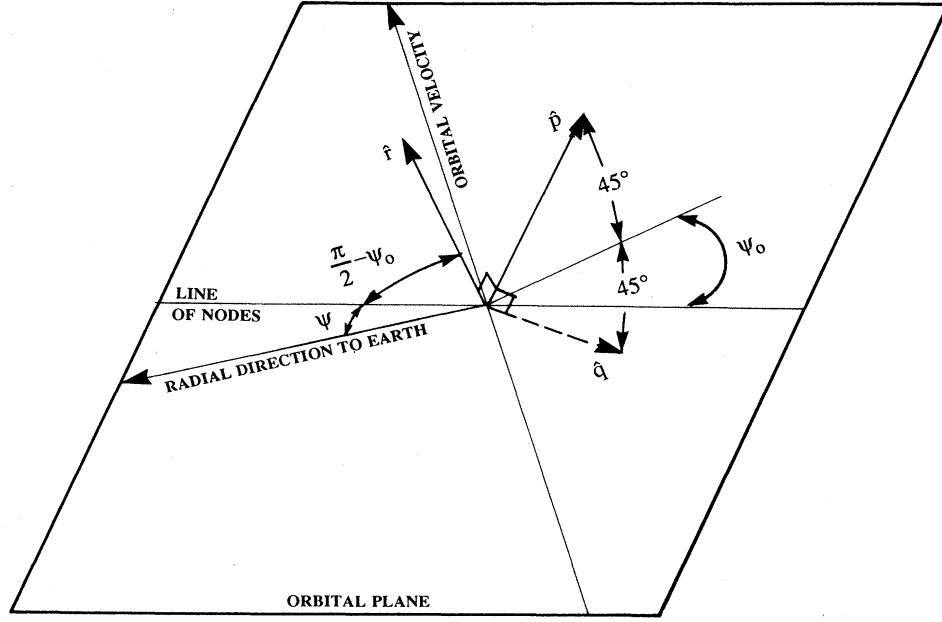 ORBITAL VELOCITY
p̂
r̂
45°
π/2 – ψₒ
ψₒ
45°
LINE
OF NODES
ψ
RADIAL DIRECTION TO EARTH
q̂
ORBITAL PLANE